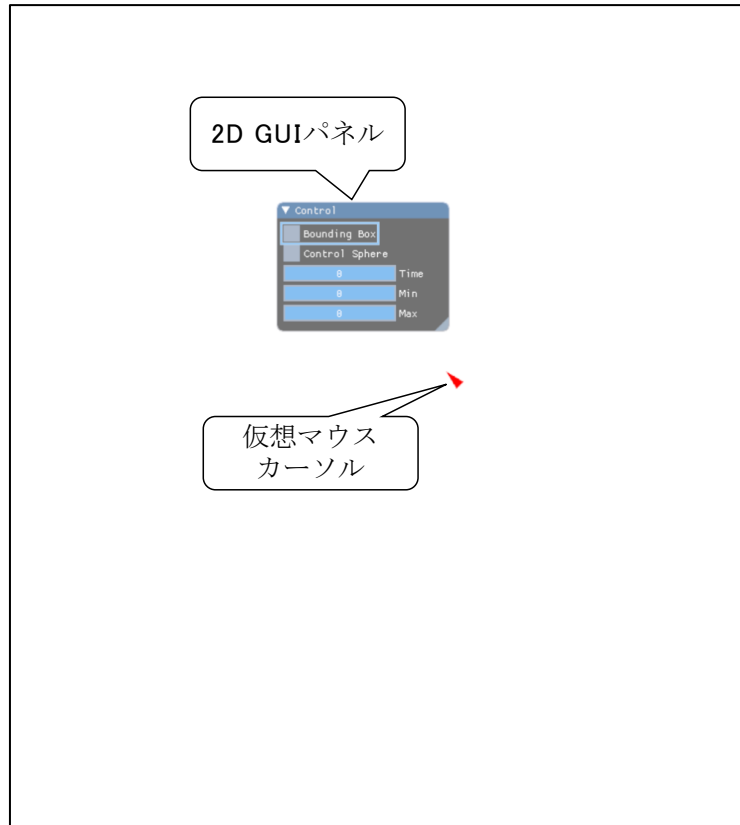 2D GUIパネル
▼ Control
Bounding Box
Control Sphere
0 Time
0 Min
0 Max
仮想マウス
カーソル